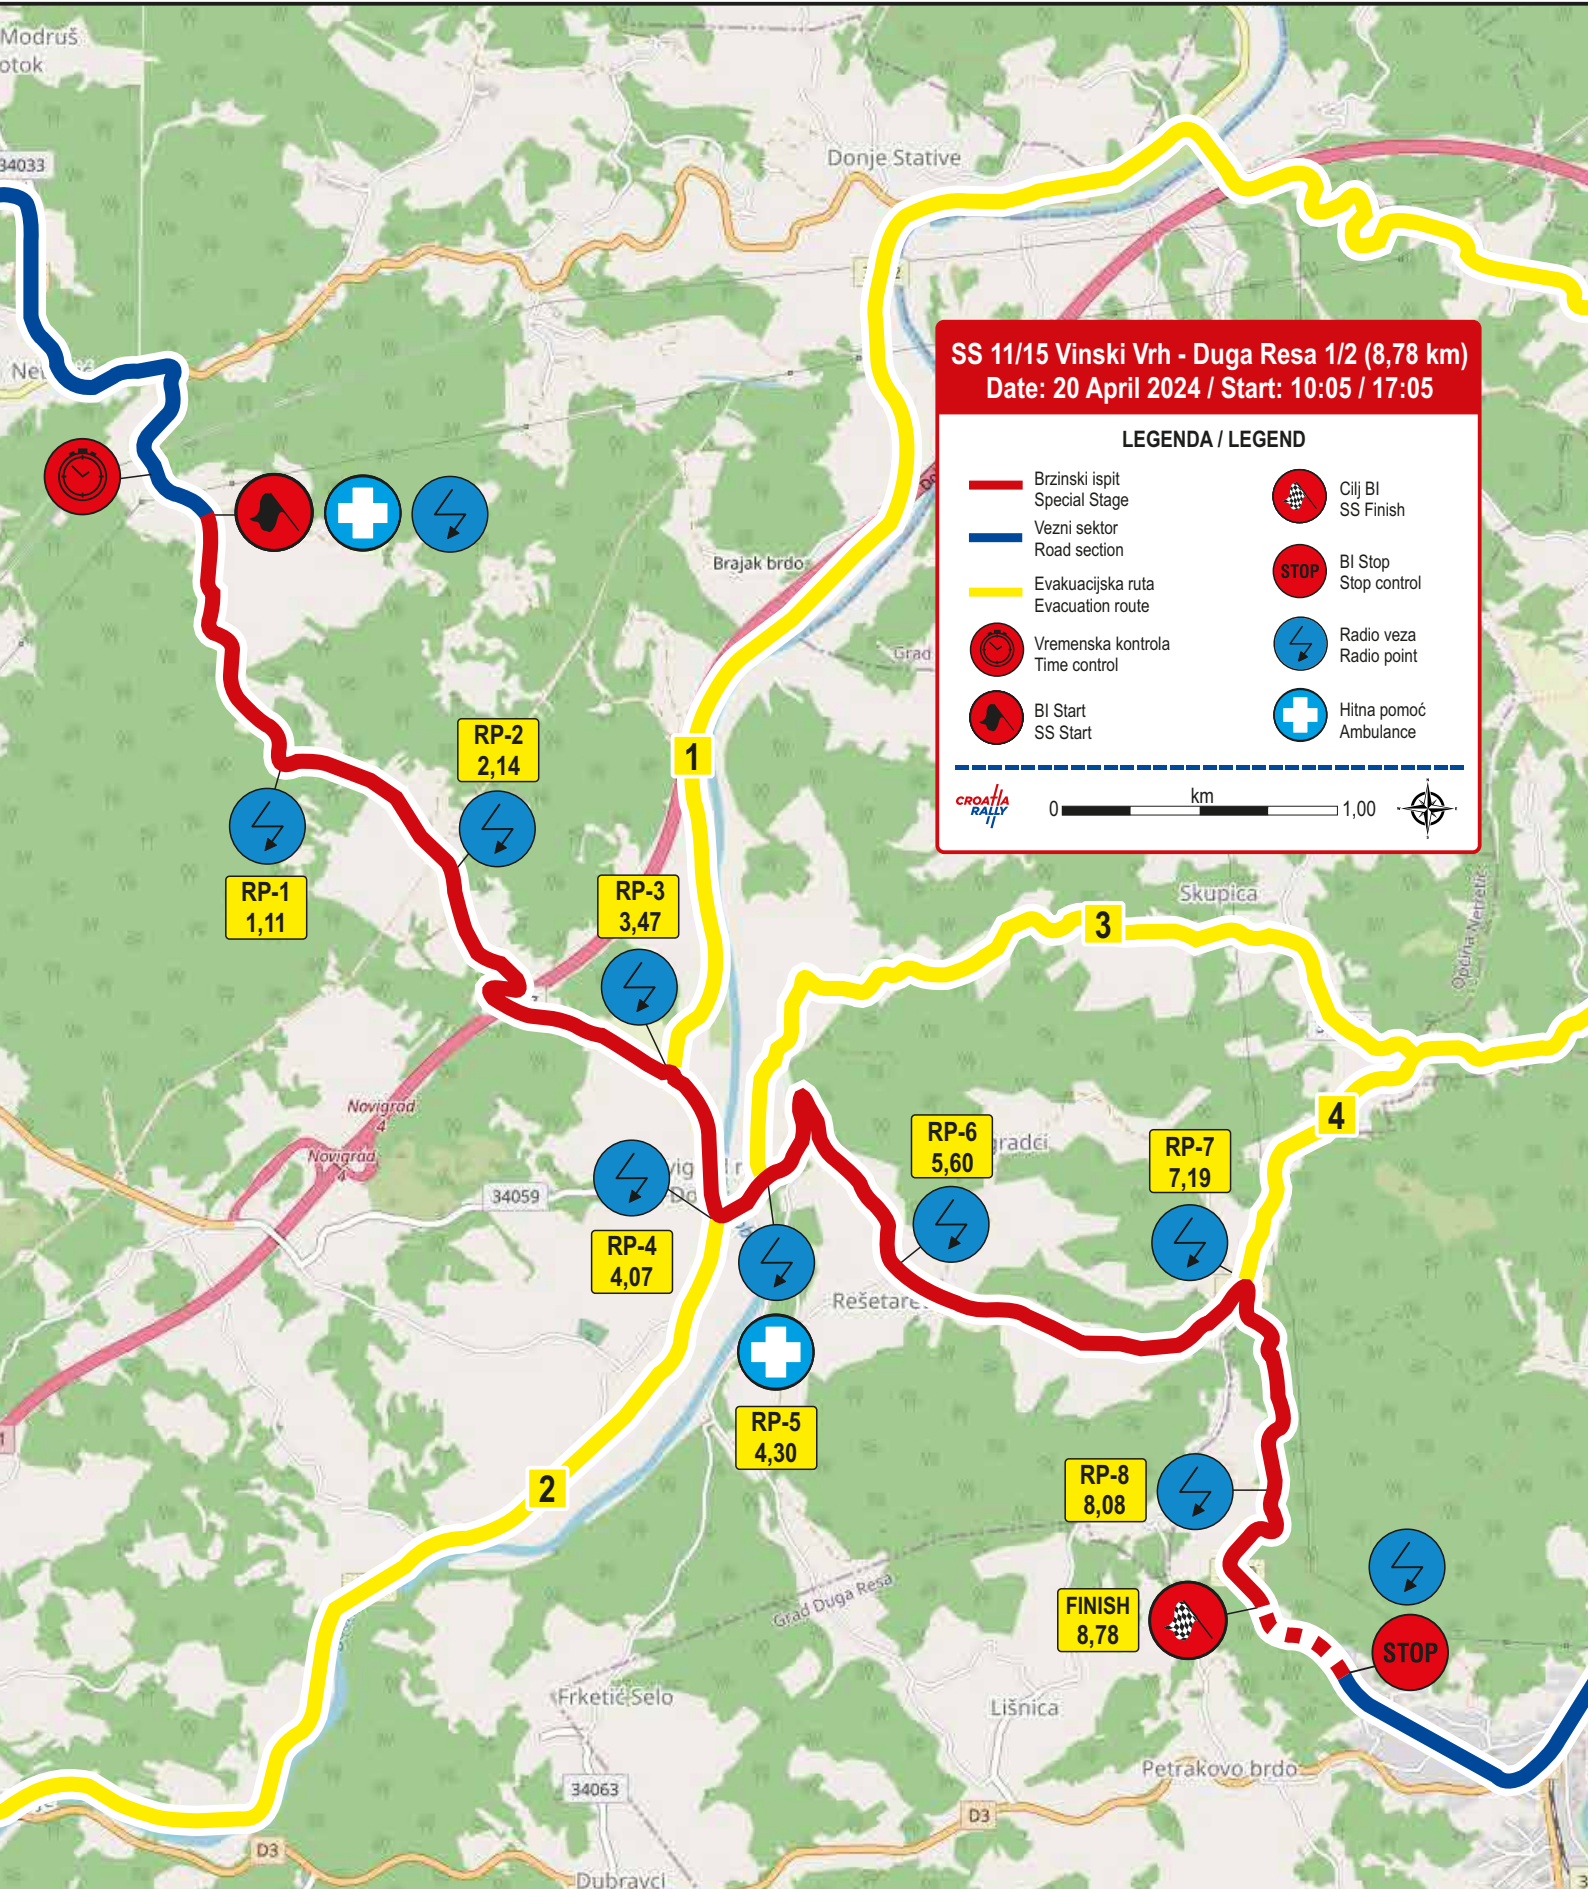 Modruš
otok
34033
Donje Stative
SS 11/15 Vinski Vrh - Duga Resa 1/2 (8,78 km)
Date: 20 April 2024 / Start: 10:05 / 17:05
LEGENDA / LEGEND
Brzinski ispit
Special Stage
Vezni sektor
Road section
Evakuacijska ruta
Evacuation route
Vremenska kontrola
Time control
BI Start
SS Start
Cilj BI
SS Finish
STOP
BI Stop
Stop control
Radio veza
Radio point
Hitna pomoć
Ambulance
CROATIA
RALLY
0
km
1,00
Brajak brdo
Grad
RP-2
2,14
1
RP-1
1,11
RP-3
3,47
Skupica
3
Općina Netretić
Novigrad
4
Novigrad
4
4
34059
RP-6
5,60
gradci
RP-7
7,19
RP-4
4,07
Rešetare
RP-5
4,30
2
RP-8
8,08
Grad Duga Resa
FINISH
8,78
STOP
Frketić Selo
Lišnica
Petrakovo brdo
34063
D3
D3
Dubravci